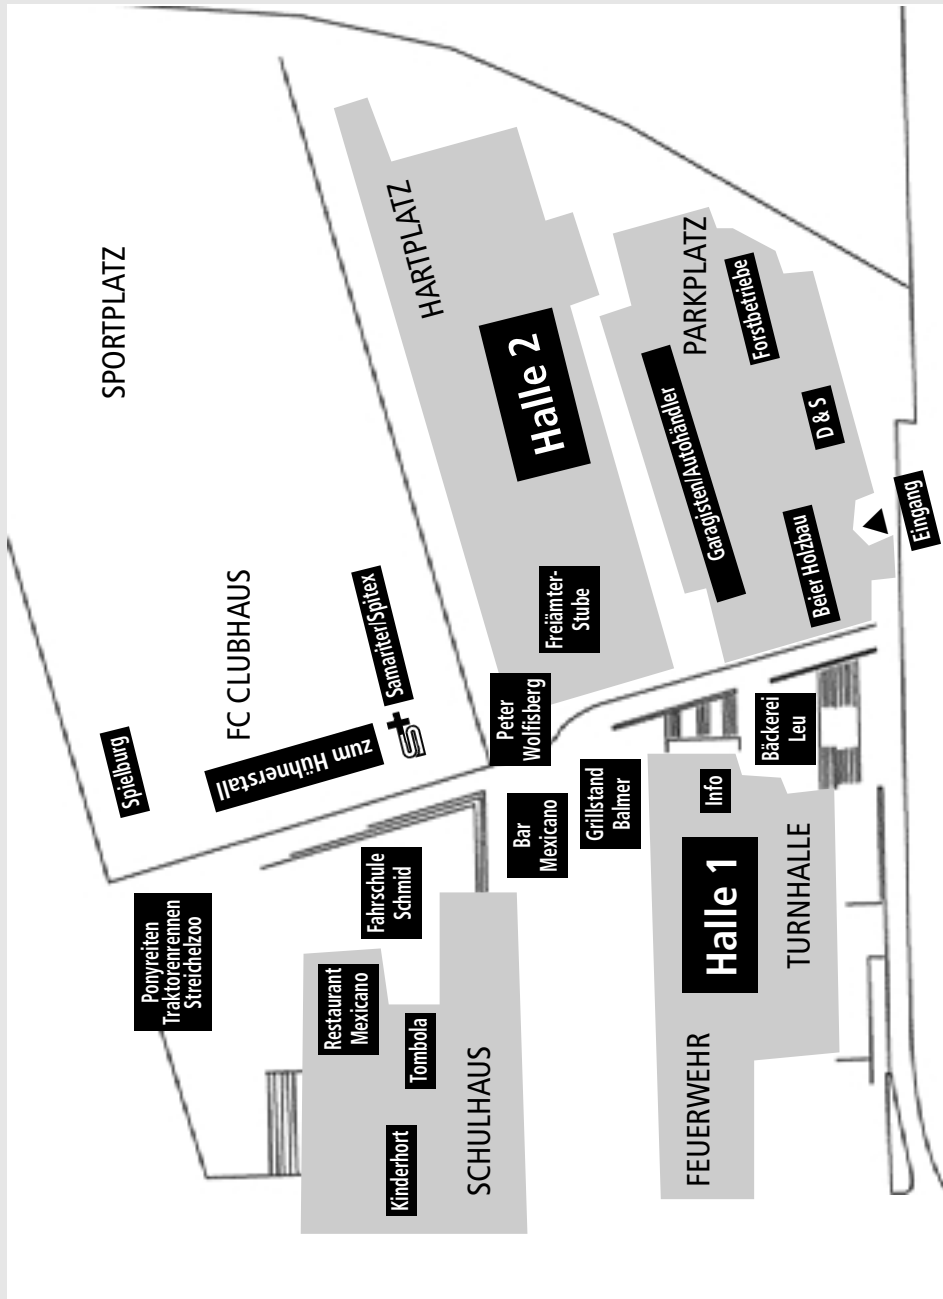 SPORTPLATZ
HARTPLATZ
Halle 2
PARKPLATZ
Forstbetriebe
Garagisten/Autohändler
D & S
Beier Holzbau
Eingang
Freiämter-
Stube
FC CLUBHAUS
Samariter/Spitex
S+
zum Hühnerstall
Spielburg
Peter
Wolfisberg
Bäckerei
Leu
Bar
Mexicano
Grillstand
Balmer
Info
Halle 1
TURNHALLE
FEUERWEHR
Fahrschule
Schmid
Ponyreiten
Traktorenrennen
Streichelzoo
Restaurant
Mexicano
Tombola
Kinderhort
SCHULHAUS